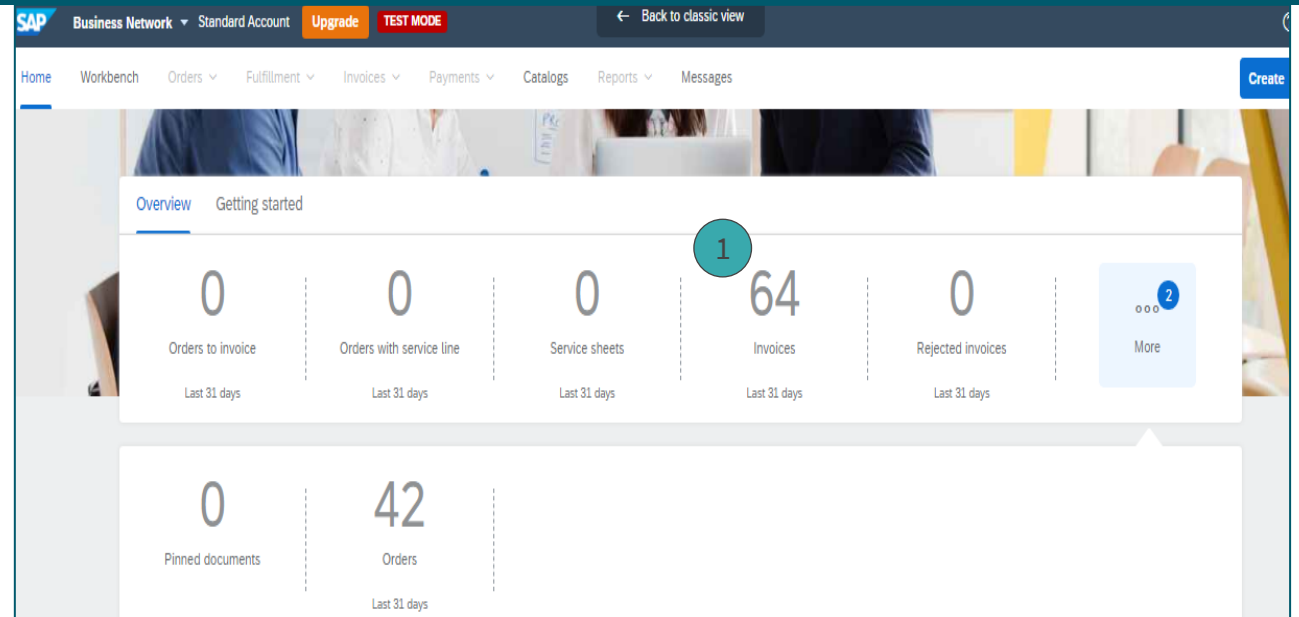 SAP Business Network Standard Account Upgrade TEST MODE ← Back to classic view
Home Workbench Orders Fulfillment Invoices Payments Catalogs Reports Messages Create
Overview Getting started
1
0 0 0 64 0 2
Orders to invoice Orders with service line Service sheets Invoices Rejected invoices More
Last 31 days Last 31 days Last 31 days Last 31 days Last 31 days
0 42
Pinned documents Orders
Last 31 days